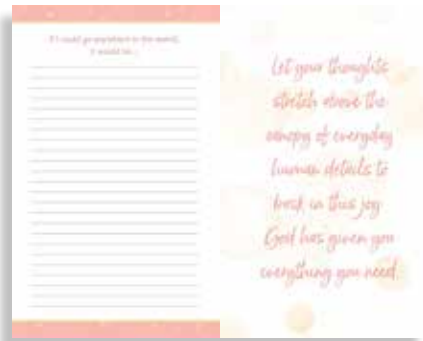 If I could go anywhere in the world,
it would be...
Let your thoughts
stretch above the
canopy of everyday
human details to
bask in this joy
God has given you
everything you need